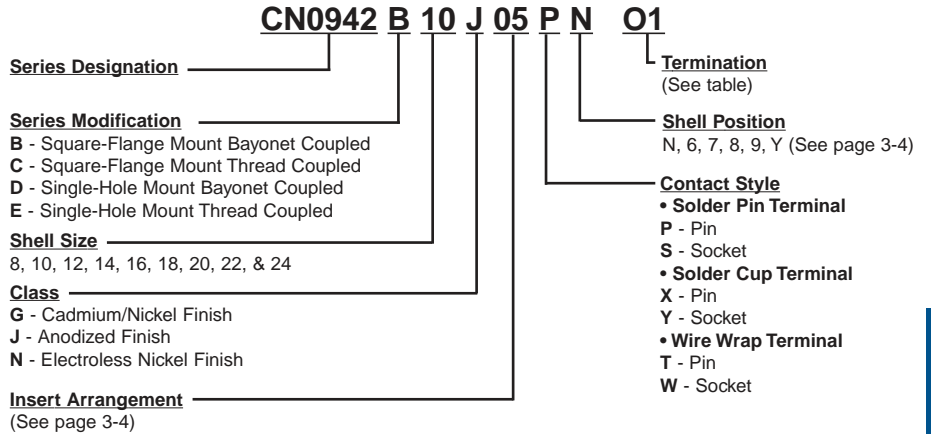 CN0942 B 10 J 05 P N O1
Series Designation
Series Modification
B - Square-Flange Mount Bayonet Coupled
C - Square-Flange Mount Thread Coupled
D - Single-Hole Mount Bayonet Coupled
E - Single-Hole Mount Thread Coupled
Shell Size
8, 10, 12, 14, 16, 18, 20, 22, & 24
Class
G - Cadmium/Nickel Finish
J - Anodized Finish
N - Electroless Nickel Finish
Insert Arrangement
(See page 3-4)
Termination
(See table)
Shell Position
N, 6, 7, 8, 9, Y (See page 3-4)
Contact Style
• Solder Pin Terminal
P - Pin
S - Socket
• Solder Cup Terminal
X - Pin
Y - Socket
• Wire Wrap Terminal
T - Pin
W - Socket